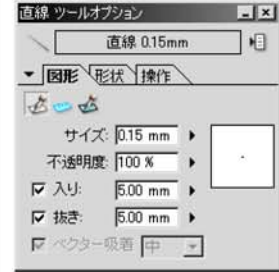 直線 ツールオプション
直線 0.15mm
図形 形状 操作
サイズ: 0.15 mm
不透明度: 100 %
入り: 5.00 mm
抜き: 5.00 mm
ベクター吸着 中